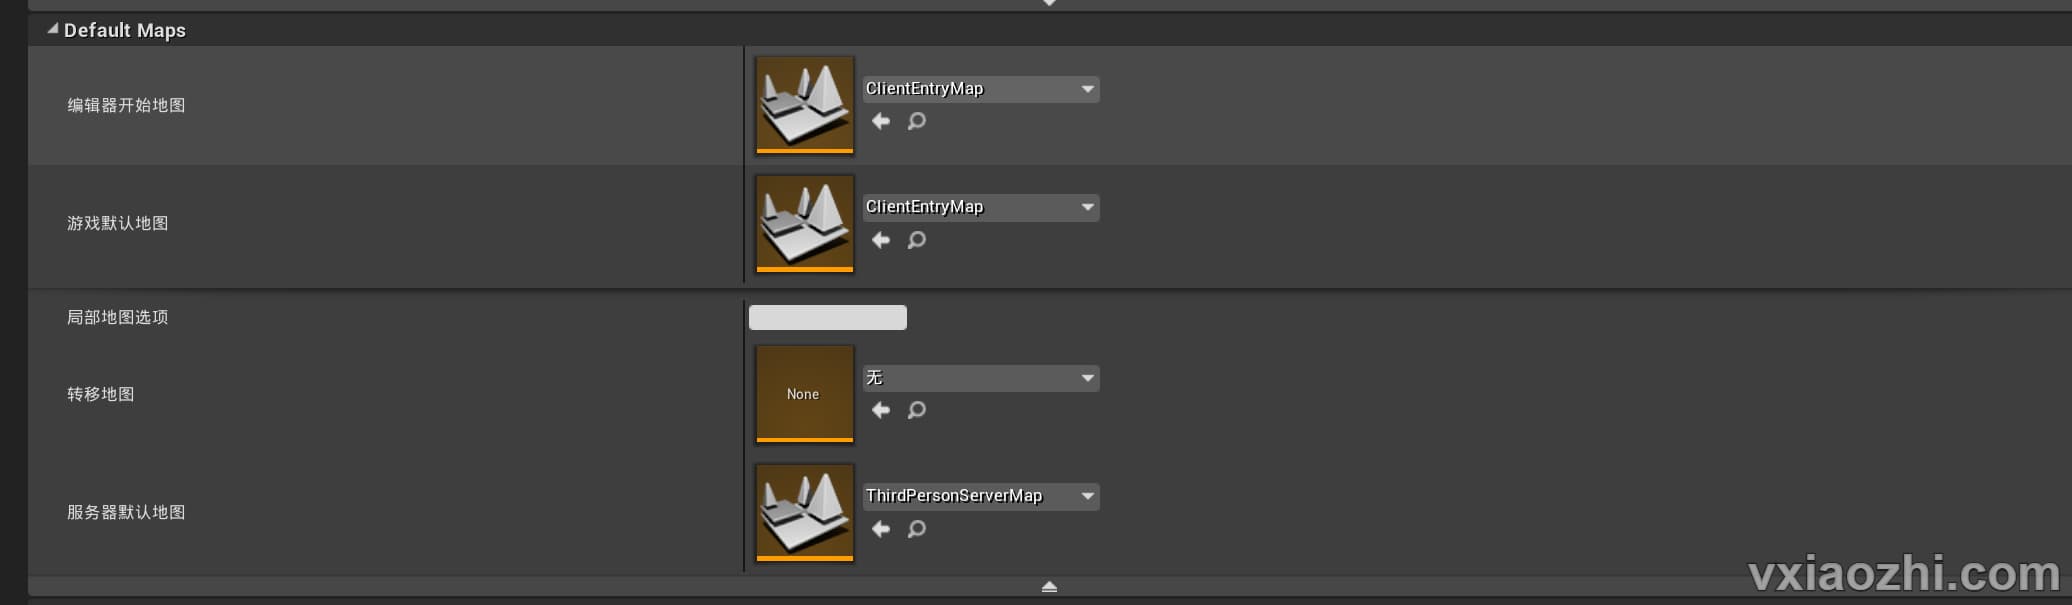 Default Maps
编辑器开始地图
ClientEntryMap
游戏默认地图
ClientEntryMap
局部地图选项
转移地图
None
无
服务器默认地图
ThirdPersonServerMap
vxiaozhi.com